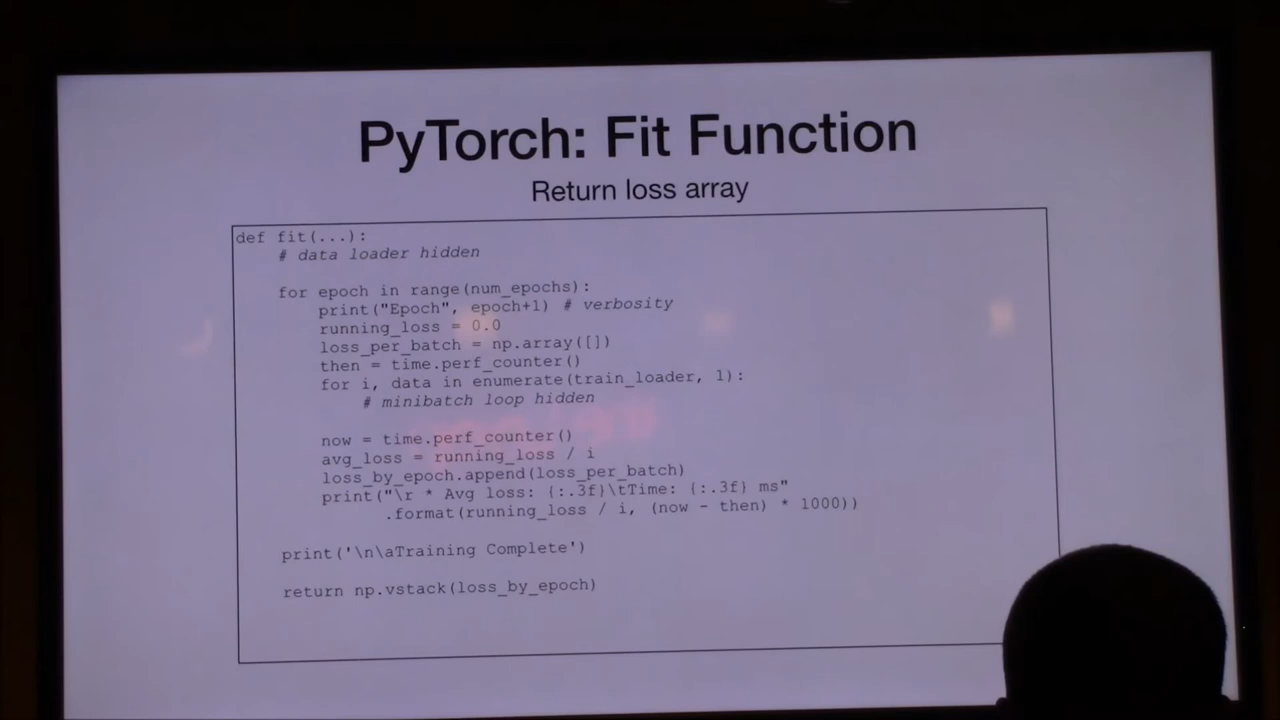 PyTorch: Fit Function
Return loss array
def fit(...):
    # data loader hidden
    for epoch in range(num_epochs):
        print("Epoch", epoch+1) # verbosity
        running_loss = 0.0
        loss_per_batch = np.array([])
        then = time.perf_counter()
        for i, data in enumerate(train_loader, 1):
            # minibatch loop hidden
        now = time.perf_counter()
        avg_loss = running_loss / i
        loss_by_epoch.append(loss_per_batch)
        print("\r * Avg loss: {:.3f}\tTime: {:.3f} ms"
              .format(running_loss / i, (now - then) * 1000))
    print('\n\aTraining Complete')
    return np.vstack(loss_by_epoch)